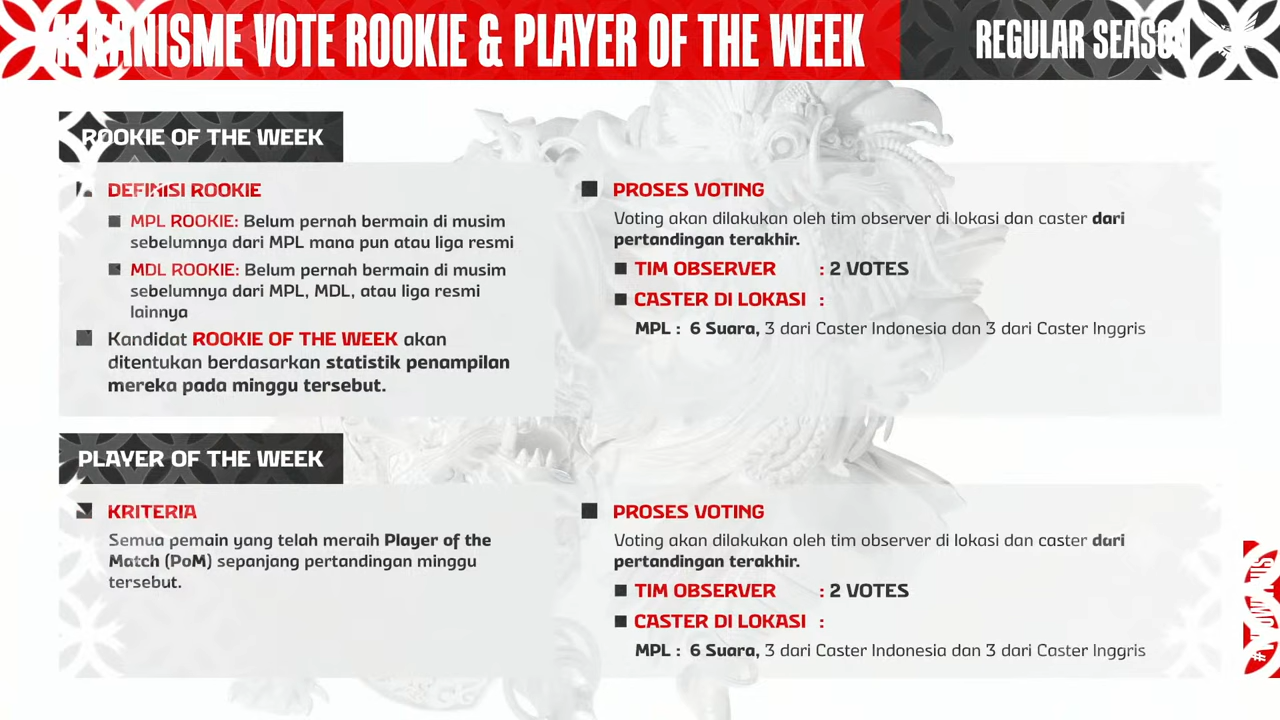 MEKANISME VOTE ROOKIE & PLAYER OF THE WEEK
REGULAR SEASON
ROOKIE OF THE WEEK
DEFINISI ROOKIE
MPL ROOKIE: Belum pernah bermain di musim
sebelumnya dari MPL mana pun atau liga resmi
MDL ROOKIE: Belum pernah bermain di musim
sebelumnya dari MPL, MDL, atau liga resmi
lainnya
Kandidat ROOKIE OF THE WEEK akan
ditentukan berdasarkan statistik penampilan
mereka pada minggu tersebut.
PROSES VOTING
Voting akan dilakukan oleh tim observer di lokasi dan caster dari
pertandingan terakhir.
TIM OBSERVER : 2 VOTES
CASTER DI LOKASI :
MPL : 6 Suara, 3 dari Caster Indonesia dan 3 dari Caster Inggris
PLAYER OF THE WEEK
KRITERIA
Semua pemain yang telah meraih Player of the
Match (PoM) sepanjang pertandingan minggu
tersebut.
PROSES VOTING
Voting akan dilakukan oleh tim observer di lokasi dan caster dari
pertandingan terakhir.
TIM OBSERVER : 2 VOTES
CASTER DI LOKASI :
MPL : 6 Suara, 3 dari Caster Indonesia dan 3 dari Caster Inggris